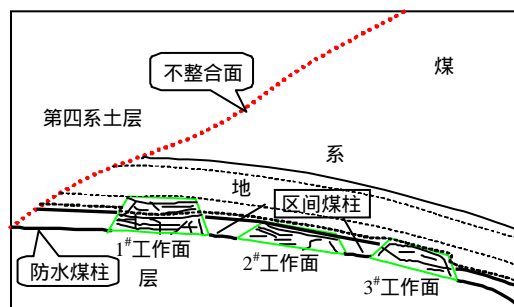 不整合面
煤
第四系土层
系
地
区间煤柱
1#工作面
2#工作面
防水煤柱
层
3#工作面